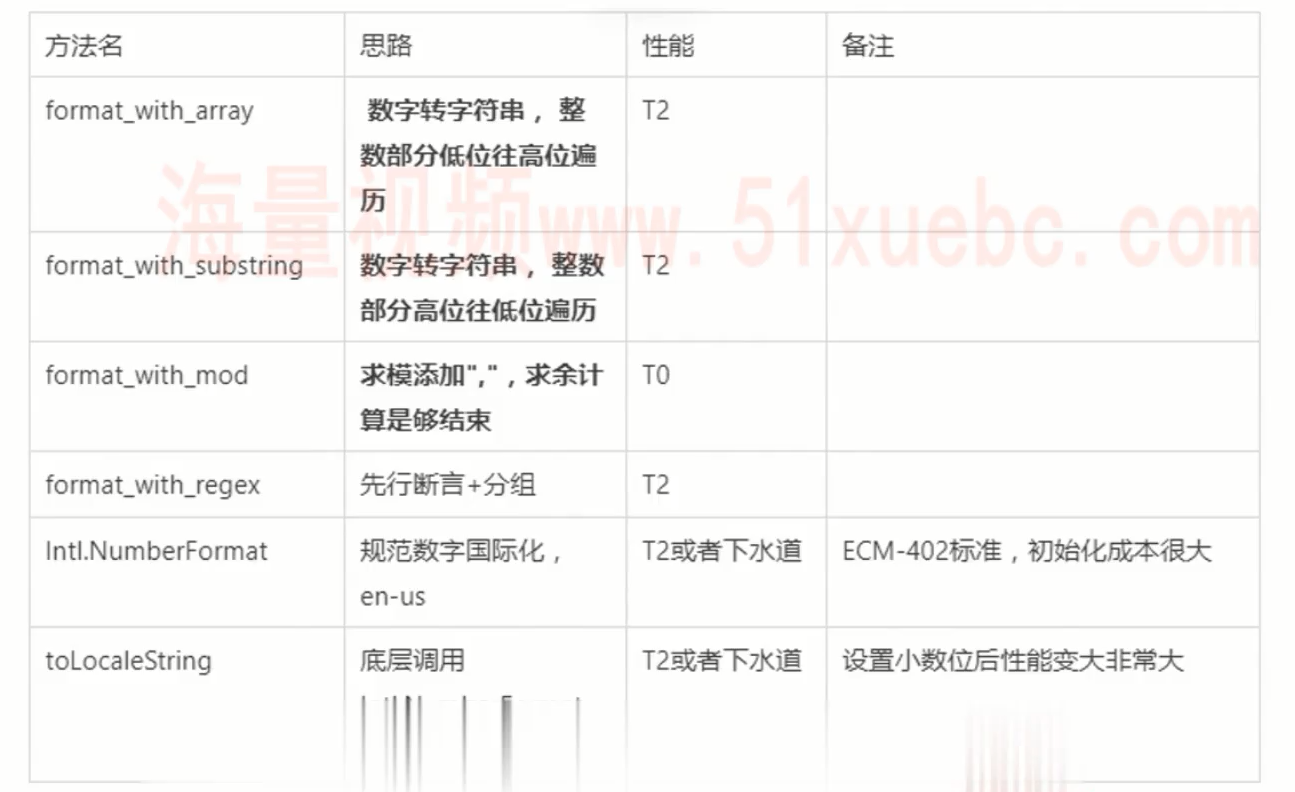 方法名 思路 性能 备注
format_with_array 数字转字符串，整 T2
数部分低位往高位遍
历
海量视频www.51xuebc.com
format_with_substring 数字转字符串，整数 T2
部分高位往低位遍历
format_with_mod 求模添加","，求余计 T0
算是够结束
format_with_regex 先行断言+分组 T2
Intl.NumberFormat 规范数字国际化， T2或者下水道 ECM-402标准，初始化成本很大
en-us
toLocaleString 底层调用 T2或者下水道 设置小数位后性能变大非常大